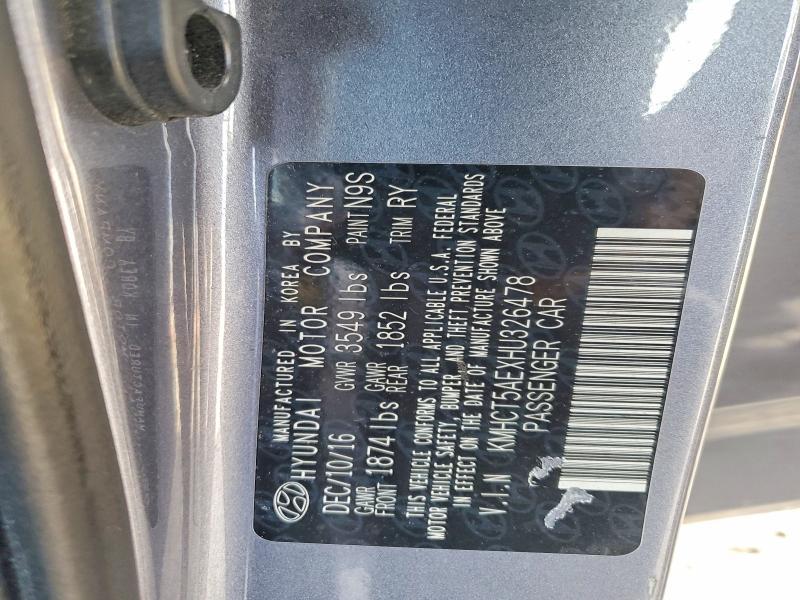 MANUFACTURED IN KOREA BY
HYUNDAI MOTOR COMPANY
DEC/10/16 GVWR 3549 lbs PAINT N9S
GAWR FRONT 1874 lbs GAWR REAR 1852 lbs TRIM RY
THIS VEHICLE CONFORMS TO ALL APPLICABLE U.S.A. FEDERAL
MOTOR VEHICLE SAFETY, BUMPER, AND THEFT PREVENTION STANDARDS
IN EFFECT ON THE DATE OF MANUFACTURE SHOWN ABOVE
V.I.N KMHCT5AEXHU326478
PASSENGER CAR